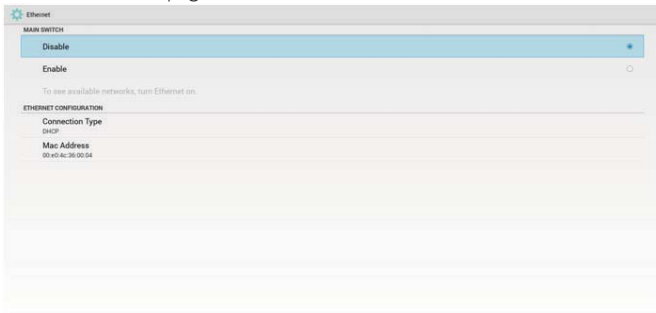 Ethernet
MAIN SWITCH
Disable
Enable
To see available networks, turn Ethernet on.
ETHERNET CONFIGURATION
Connection Type
DHCP
Mac Address
00:e0:4c:36:00:04